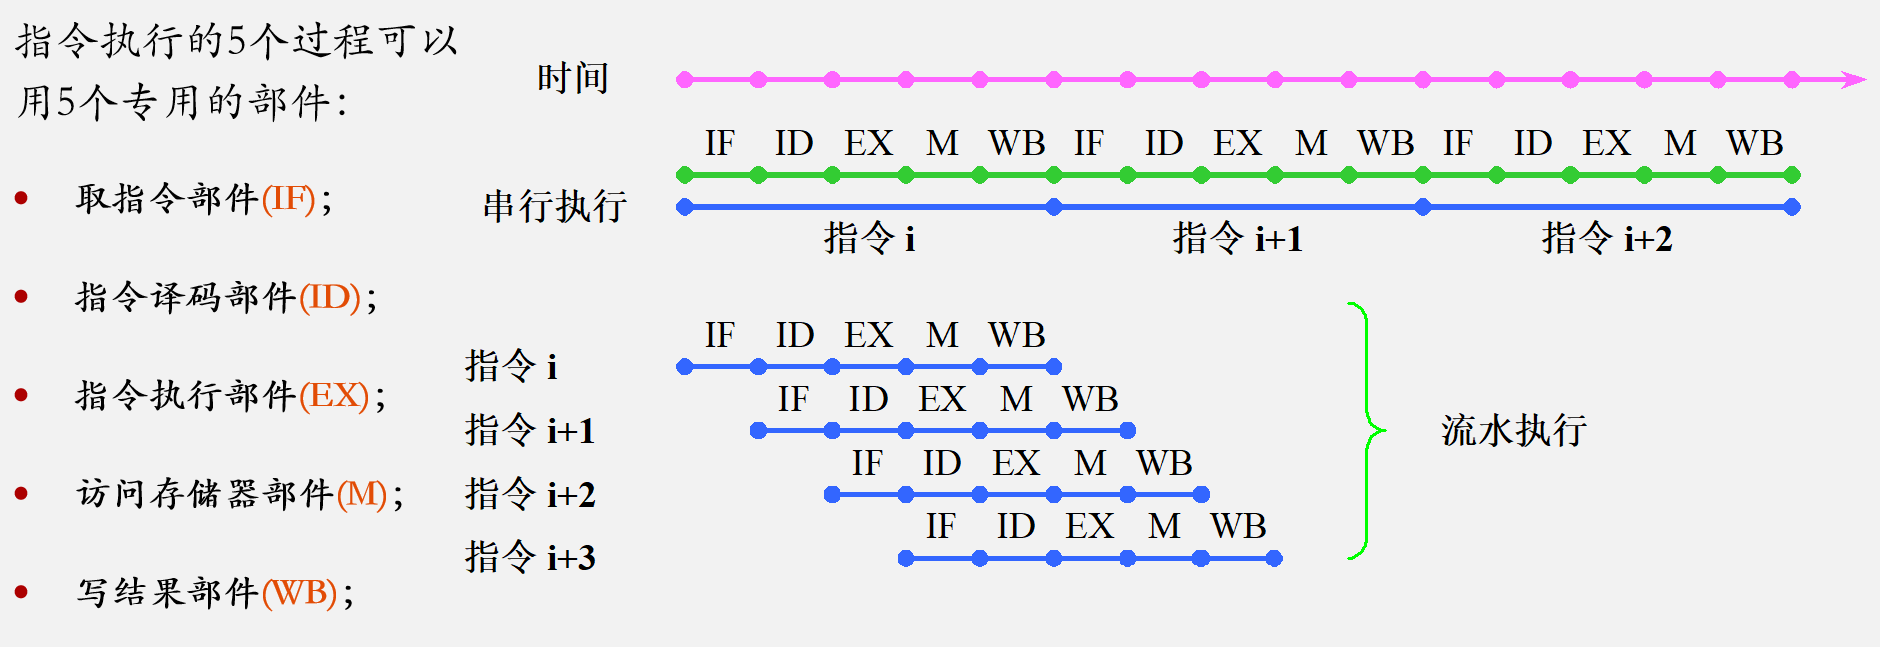 指令执行的5个过程可以
用5个专用的部件：
• 取指令部件(IF)；
• 指令译码部件(ID)；
• 指令执行部件(EX)；
• 访问存储器部件(M)；
• 写结果部件(WB)；
时间
IF ID EX M WB IF ID EX M WB IF ID EX M WB
串行执行
指令 i 指令 i+1 指令 i+2
IF ID EX M WB
指令 i
IF ID EX M WB
指令 i+1
IF ID EX M WB
指令 i+2
IF ID EX M WB
指令 i+3
流水执行